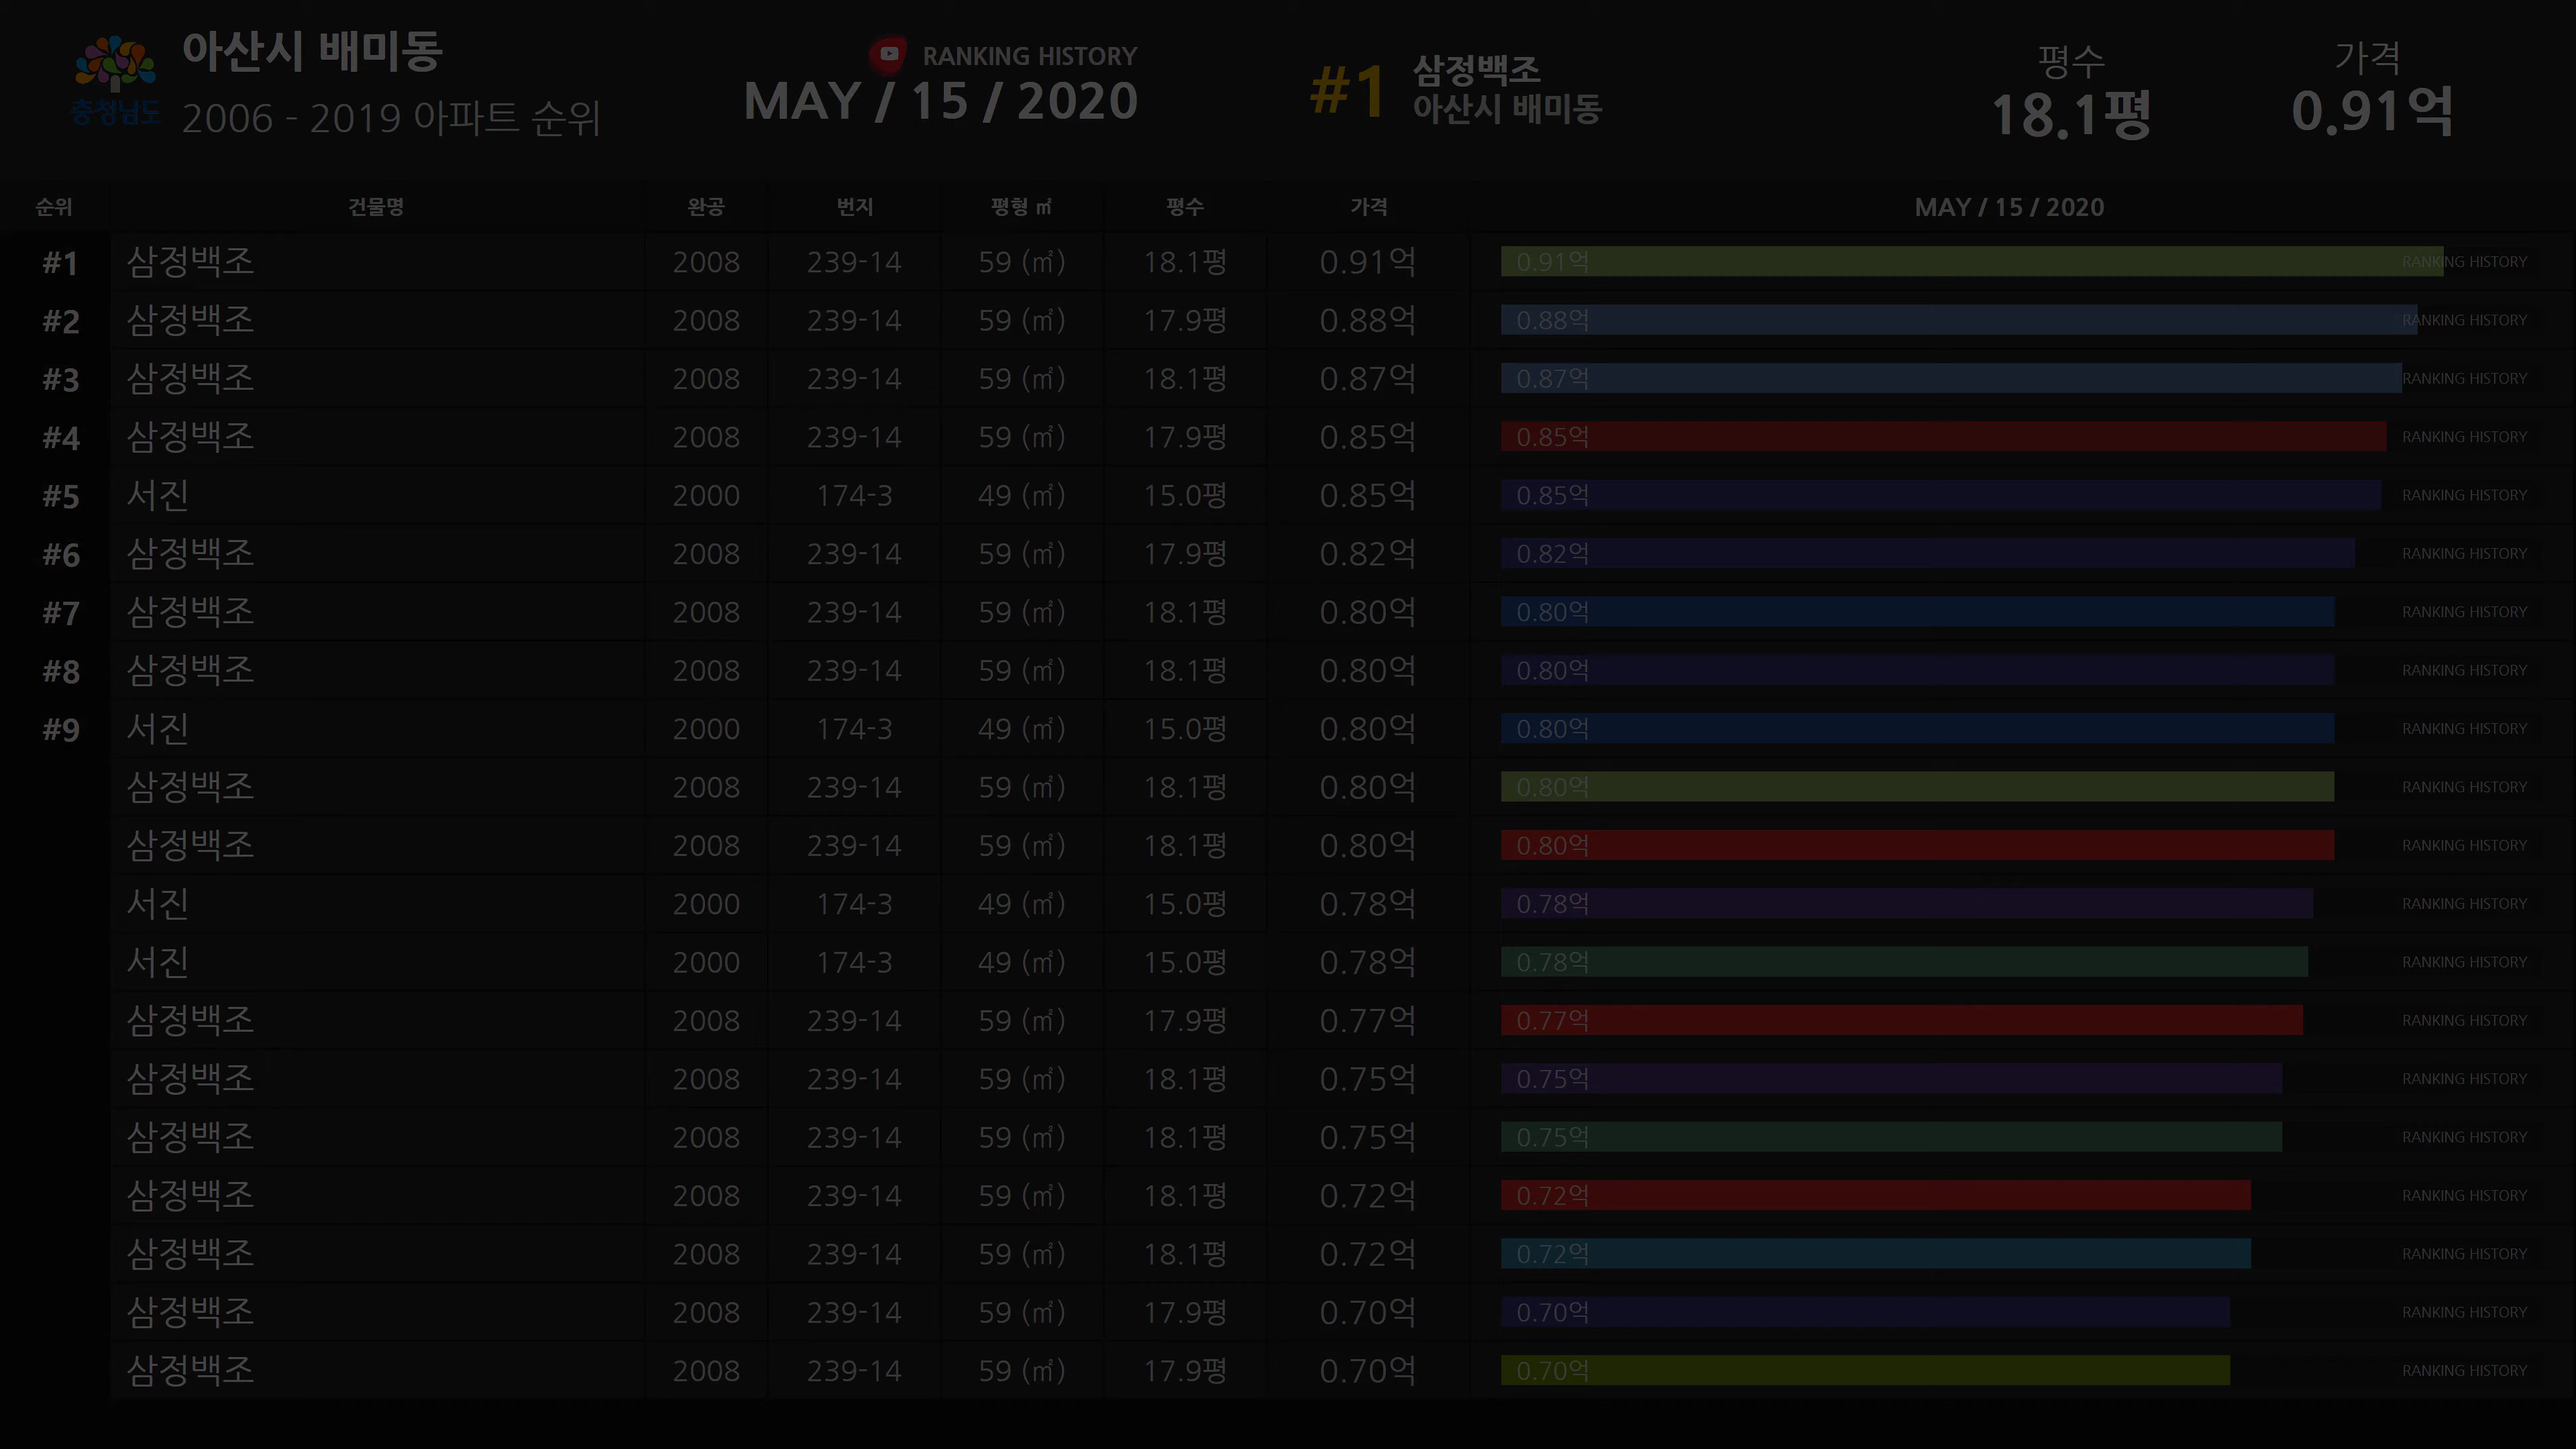 아산시 배미동
2006 - 2019 아파트 순위
충청남도
RANKING HISTORY
MAY / 15 / 2020
#1 삼정백조
아산시 배미동
평수
18.1평
가격
0.91억
순위 건물명 완공 번지 평형 ㎡ 평수 가격 MAY / 15 / 2020
#1 삼정백조 2008 239-14 59 (㎡) 18.1평 0.91억 0.91억 RANKING HISTORY
#2 삼정백조 2008 239-14 59 (㎡) 17.9평 0.88억 0.88억 RANKING HISTORY
#3 삼정백조 2008 239-14 59 (㎡) 18.1평 0.87억 0.87억 RANKING HISTORY
#4 삼정백조 2008 239-14 59 (㎡) 17.9평 0.85억 0.85억 RANKING HISTORY
#5 서진 2000 174-3 49 (㎡) 15.0평 0.85억 0.85억 RANKING HISTORY
#6 삼정백조 2008 239-14 59 (㎡) 17.9평 0.82억 0.82억 RANKING HISTORY
#7 삼정백조 2008 239-14 59 (㎡) 18.1평 0.80억 0.80억 RANKING HISTORY
#8 삼정백조 2008 239-14 59 (㎡) 18.1평 0.80억 0.80억 RANKING HISTORY
#9 서진 2000 174-3 49 (㎡) 15.0평 0.80억 0.80억 RANKING HISTORY
삼정백조 2008 239-14 59 (㎡) 18.1평 0.80억 0.80억 RANKING HISTORY
삼정백조 2008 239-14 59 (㎡) 18.1평 0.80억 0.80억 RANKING HISTORY
서진 2000 174-3 49 (㎡) 15.0평 0.78억 0.78억 RANKING HISTORY
서진 2000 174-3 49 (㎡) 15.0평 0.78억 0.78억 RANKING HISTORY
삼정백조 2008 239-14 59 (㎡) 17.9평 0.77억 0.77억 RANKING HISTORY
삼정백조 2008 239-14 59 (㎡) 18.1평 0.75억 0.75억 RANKING HISTORY
삼정백조 2008 239-14 59 (㎡) 18.1평 0.75억 0.75억 RANKING HISTORY
삼정백조 2008 239-14 59 (㎡) 18.1평 0.72억 0.72억 RANKING HISTORY
삼정백조 2008 239-14 59 (㎡) 18.1평 0.72억 0.72억 RANKING HISTORY
삼정백조 2008 239-14 59 (㎡) 17.9평 0.70억 0.70억 RANKING HISTORY
삼정백조 2008 239-14 59 (㎡) 17.9평 0.70억 0.70억 RANKING HISTORY